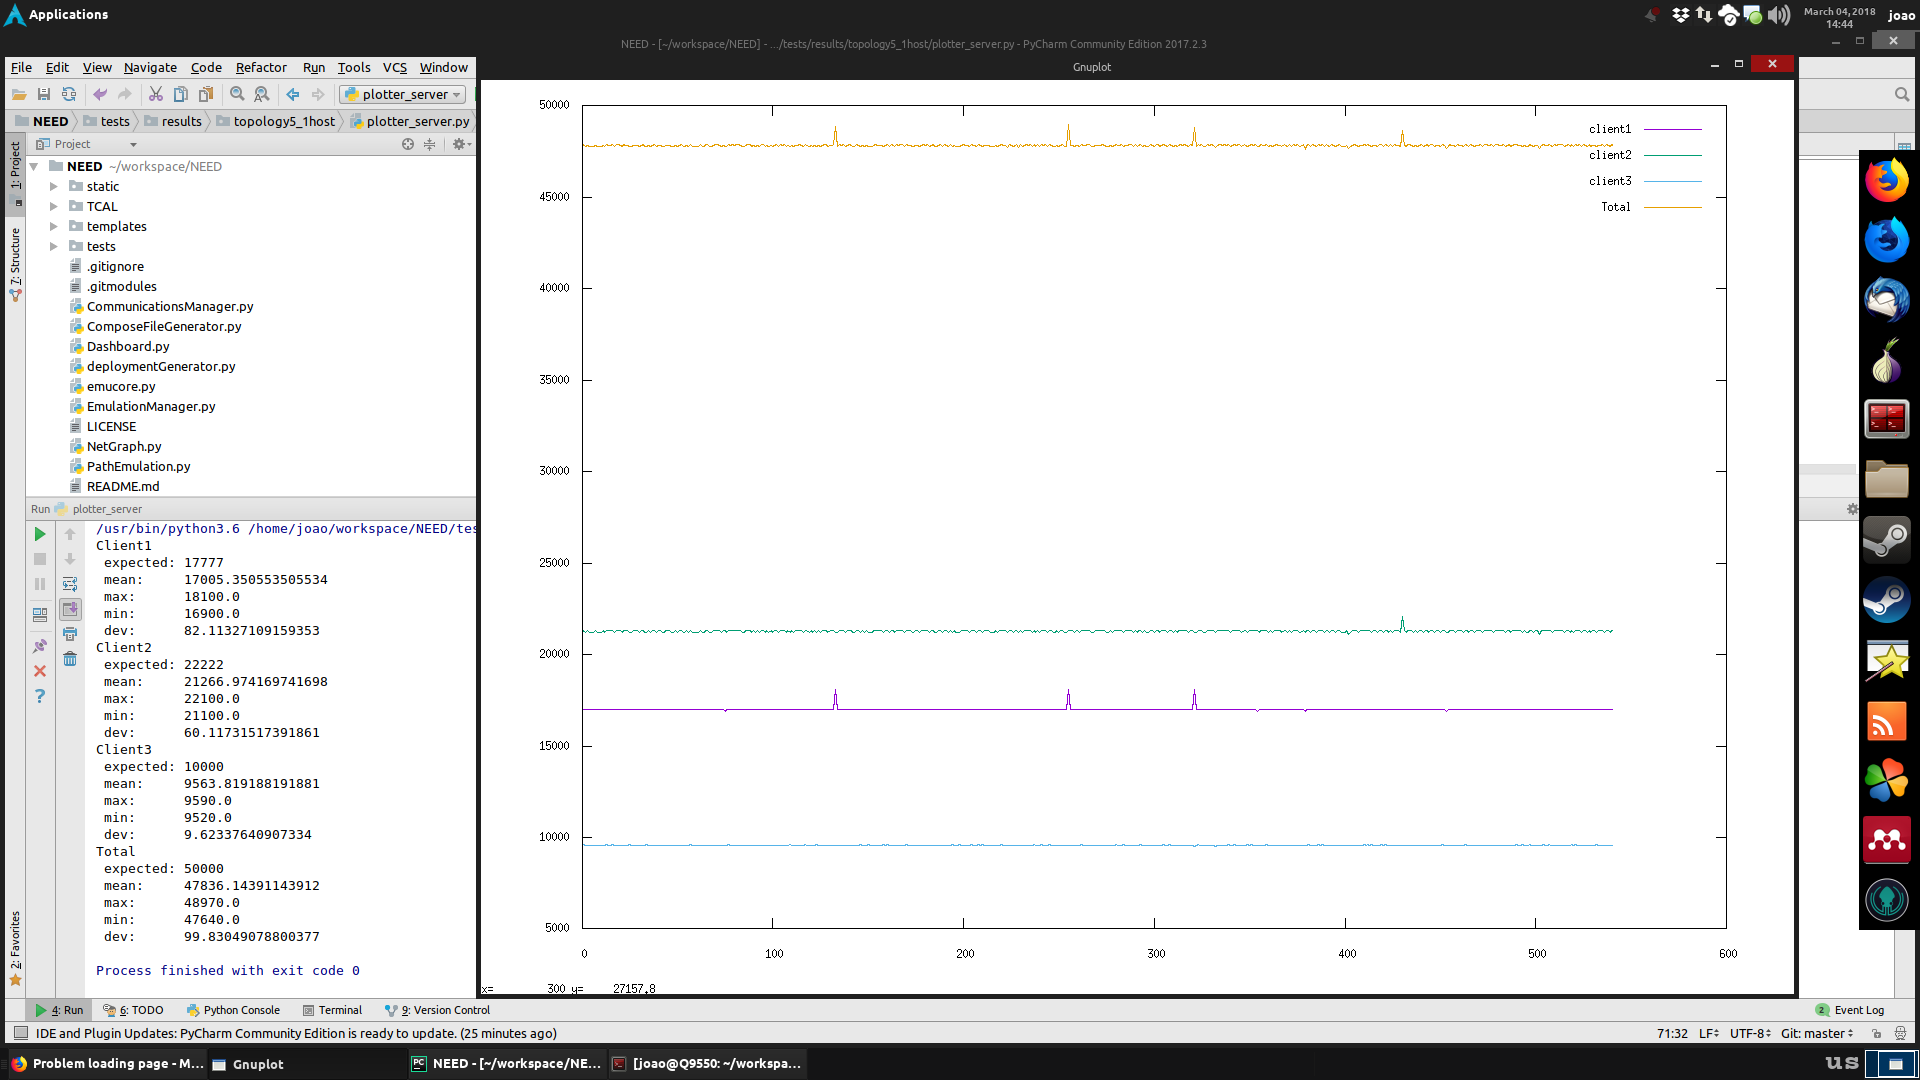 Applications
March 04, 2018
14:44
joao
NEED - [~/workspace/NEED] - .../tests/results/topology5_1host/plotter_server.py - PyCharm Community Edition 2017.2.3
File Edit View Navigate Code Refactor Run Tools VCS Window
Gnuplot
plotter_server
NEED tests results topology5_1host plotter_server.py
1: Project
7: Structure
2: Favorites
Project
NEED ~/workspace/NEED
static
TCAL
templates
tests
.gitignore
.gitmodules
CommunicationsManager.py
ComposeFileGenerator.py
Dashboard.py
deploymentGenerator.py
emucore.py
EmulationManager.py
LICENSE
NetGraph.py
PathEmulation.py
README.md
Run plotter_server
/usr/bin/python3.6 /home/joao/workspace/NEED/tes
Client1
expected: 17777
mean: 17005.350553505534
max: 18100.0
min: 16900.0
dev: 82.11327109159353
Client2
expected: 22222
mean: 21266.974169741698
max: 22100.0
min: 21100.0
dev: 60.11731517391861
Client3
expected: 10000
mean: 9563.819188191881
max: 9590.0
min: 9520.0
dev: 9.62337640907334
Total
expected: 50000
mean: 47836.14391143912
max: 48970.0
min: 47640.0
dev: 99.83049078800377
Process finished with exit code 0
50000
45000
40000
35000
30000
25000
20000
15000
10000
5000
0 100 200 300 400 500 600
client1
client2
client3
Total
x= 300 y= 27157.8
4: Run 6: TODO Python Console Terminal 9: Version Control
2 Event Log
IDE and Plugin Updates: PyCharm Community Edition is ready to update. (25 minutes ago)
71:32 LF UTF-8 Git: master
Problem loading page - M...
Gnuplot
NEED - [~/workspace/NE...
[joao@Q9550: ~/workspa...
us